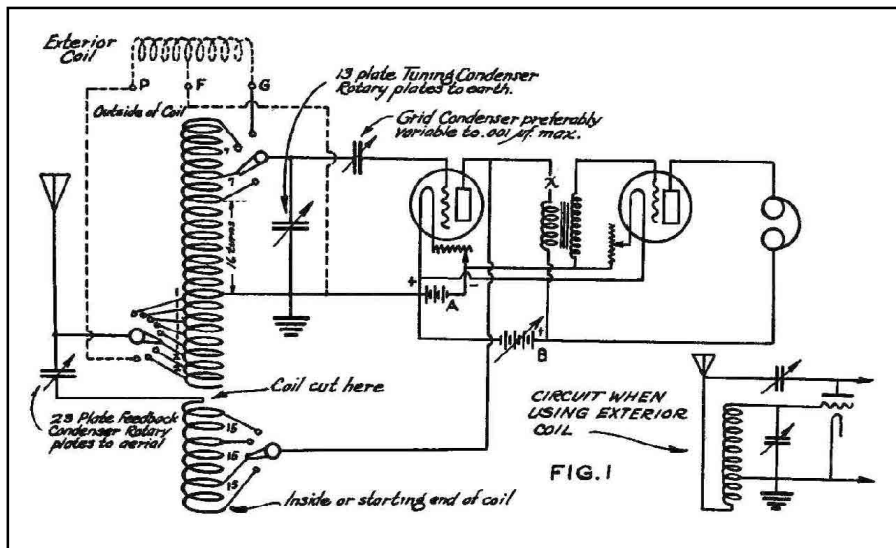 Exterior
Coil
P F G
Outside of Coil
13 plate Tuning Condenser
Rotary plates to earth.
Grid Condenser preferably
variable to .001 μf. max.
7
7
16 turns
X
+
-
A
+
B
Coil cut here
23 Plate Feedback
Condenser Rotary
plates to aerial
15
15
15
Inside or starting end of coil
CIRCUIT WHEN
USING EXTERIOR
COIL
FIG.1